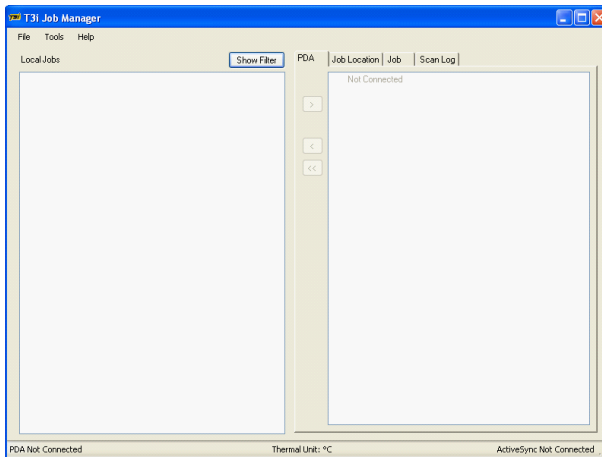 T3i T3i Job Manager
File Tools Help
Local Jobs Show Filter PDA Job Location Job Scan Log
Not Connected
>
<
<<
PDA Not Connected Thermal Unit: °C ActiveSync Not Connected